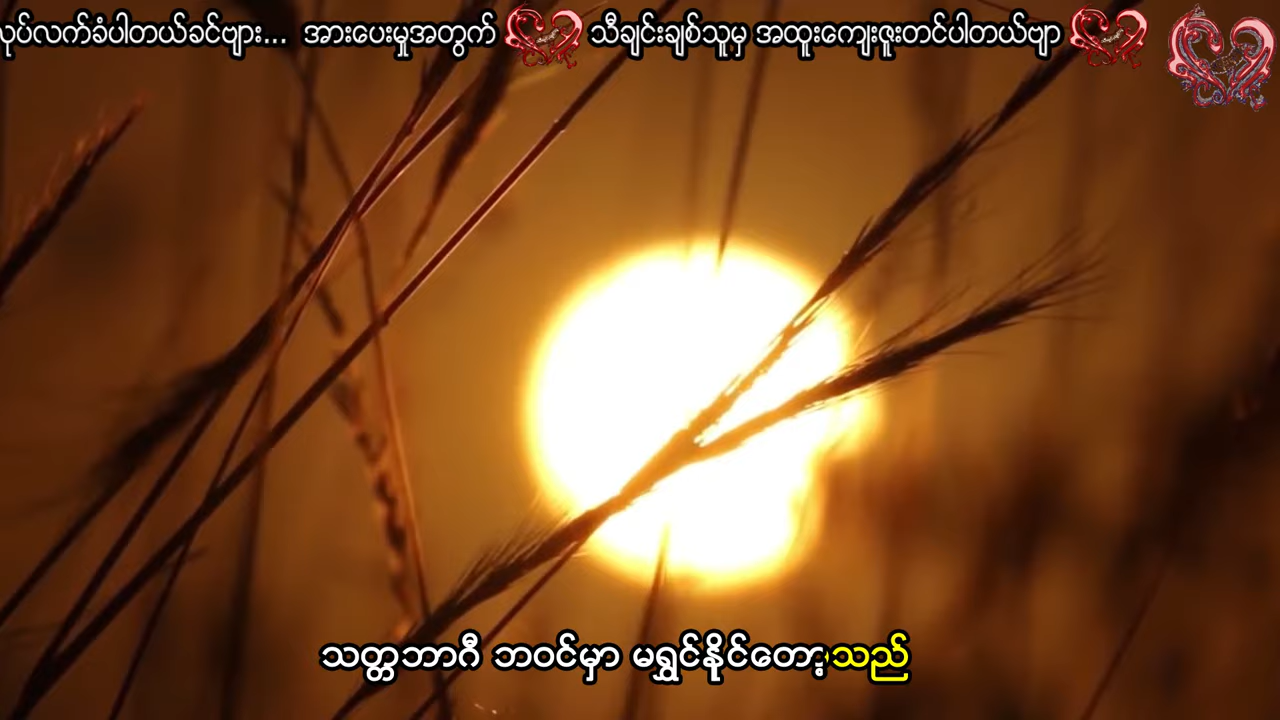 လုပ်လက်ခံပါတယ်ခင်ဗျား... အားပေးမှုအတွက် သီချင်းချစ်သူမှ အထူးကျေးဇူးတင်ပါတယ်ဗျာ
သတ္တဘာဂီ ဘဝင်မှာ မရွှင်နိုင်တော့သည်